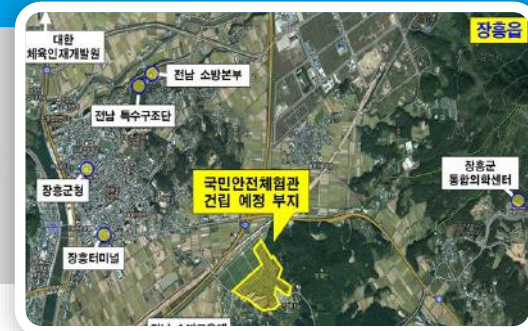 장흥읍
대한
체육인재개발원
전남 소방본부
전남 특수구조단
장흥군청
국민안전체험관
건립 예정 부지
장흥군
통합의학센터
장흥터미널